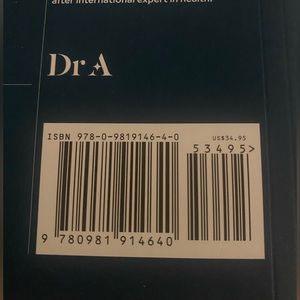 after international expert in health.
Dr A
ISBN 978-0-9819146-4-0
US$34.95
53495>
9 780981 914640